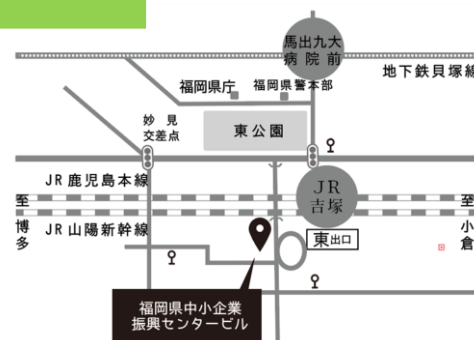 馬出九大
病院前
地下鉄貝塚線
福岡県庁
福岡県警本部
妙見
交差点
東公園
JR鹿児島本線
JR
吉塚
至
博多
至
小倉
JR山陽新幹線
東出口
福岡県中小企業
振興センタービル